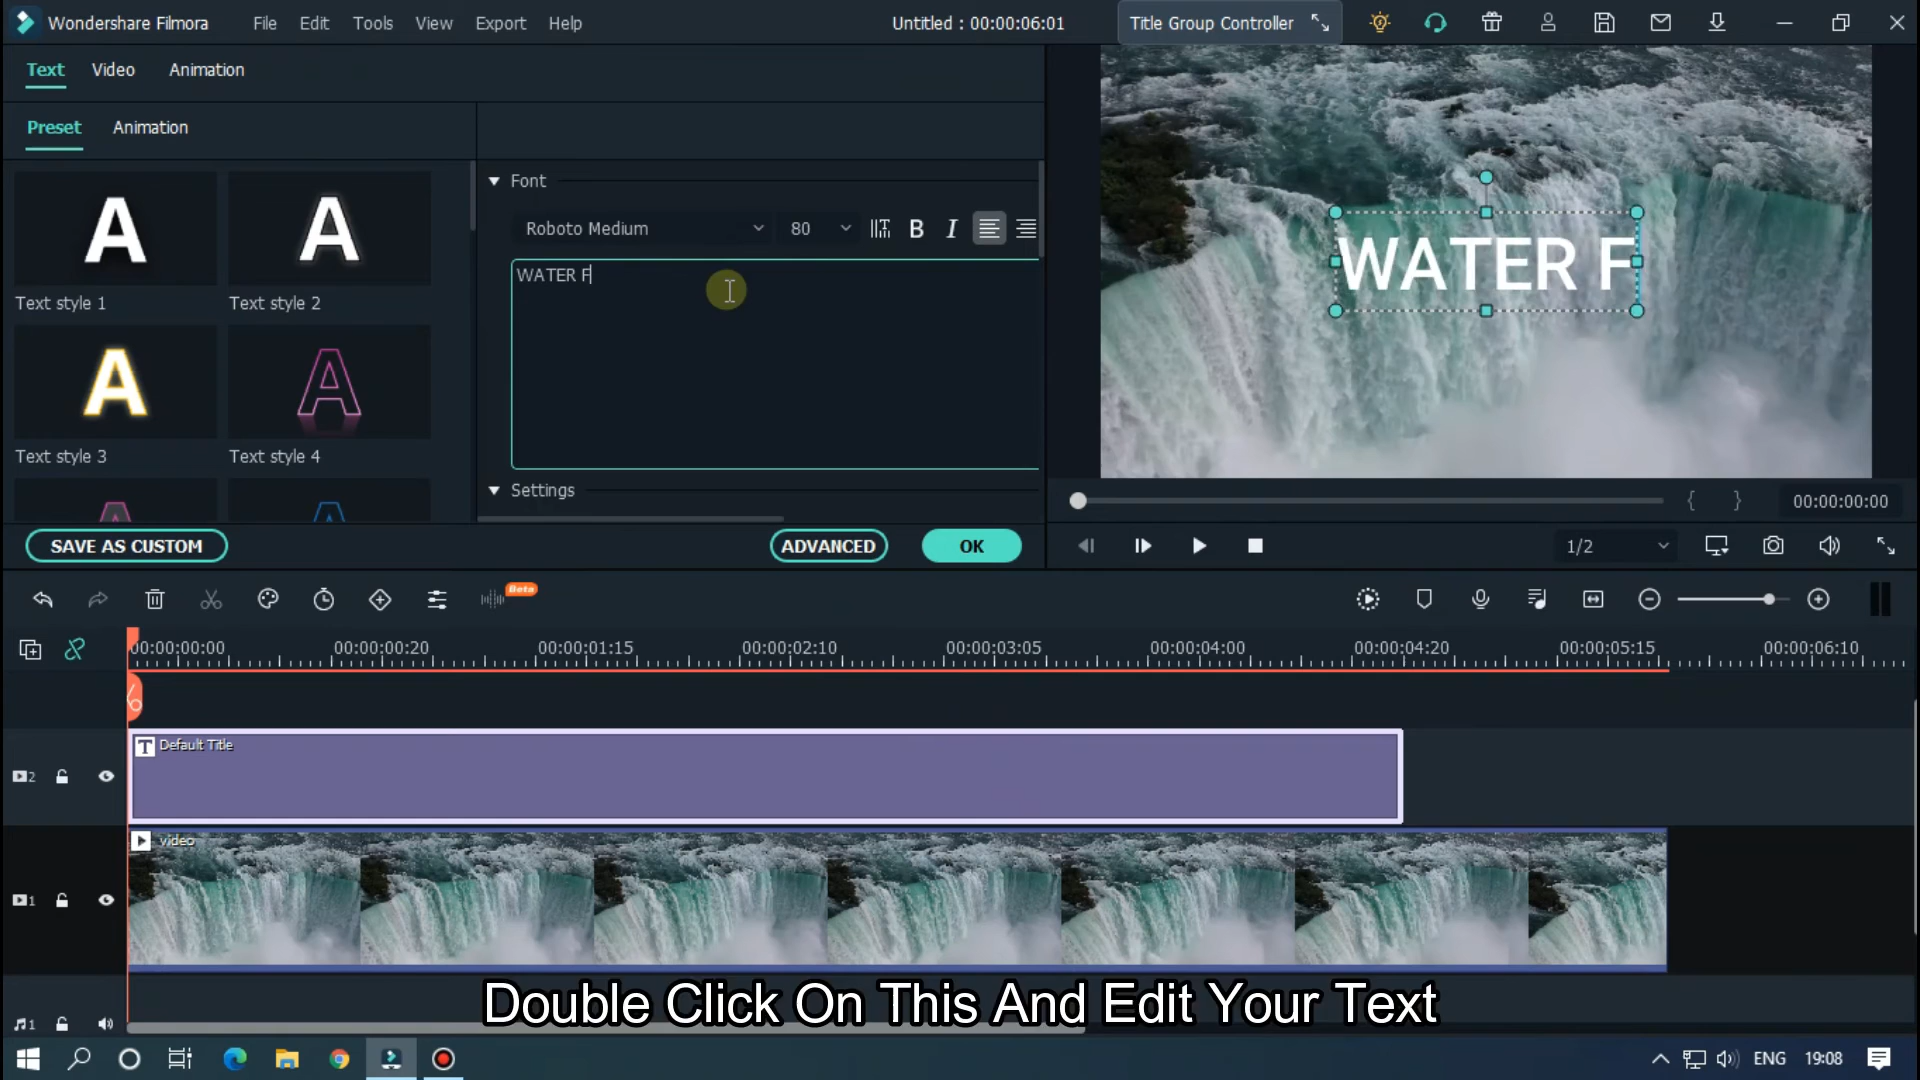 Wondershare Filmora File Edit Tools View Export Help Untitled : 00:00:06:01 Title Group Controller
Text Video Animation
Preset Animation
Font
Roboto Medium 80 B I
WATER F
WATER F
A A
Text style 1 Text style 2
A A
Text style 3 Text style 4
A A
Settings
{ } 00:00:00:00
SAVE AS CUSTOM ADVANCED OK
1/2
Beta
00:00:00:00 00:00:00:20 00:00:01:15 00:00:02:10 00:00:03:05 00:00:04:00 00:00:04:20 00:00:05:15 00:00:06:10
T Default Title
2
video
1
Double Click On This And Edit Your Text
1
ENG 19:08